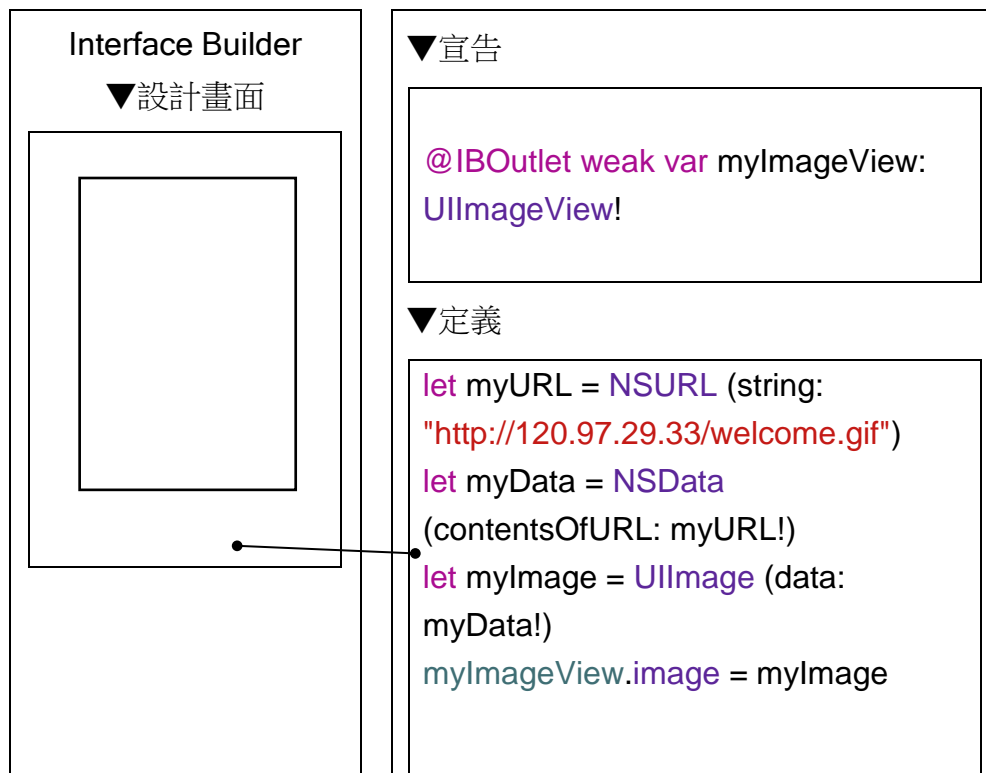 Interface Builder
▼設計畫面
▼宣告
@IBOutlet weak var myImageView:
UIImageView!
▼定義
let myURL = NSURL (string:
"http://120.97.29.33/welcome.gif")
let myData = NSData
(contentsOfURL: myURL!)
let myImage = UIImage (data:
myData!)
myImageView.image = myImage